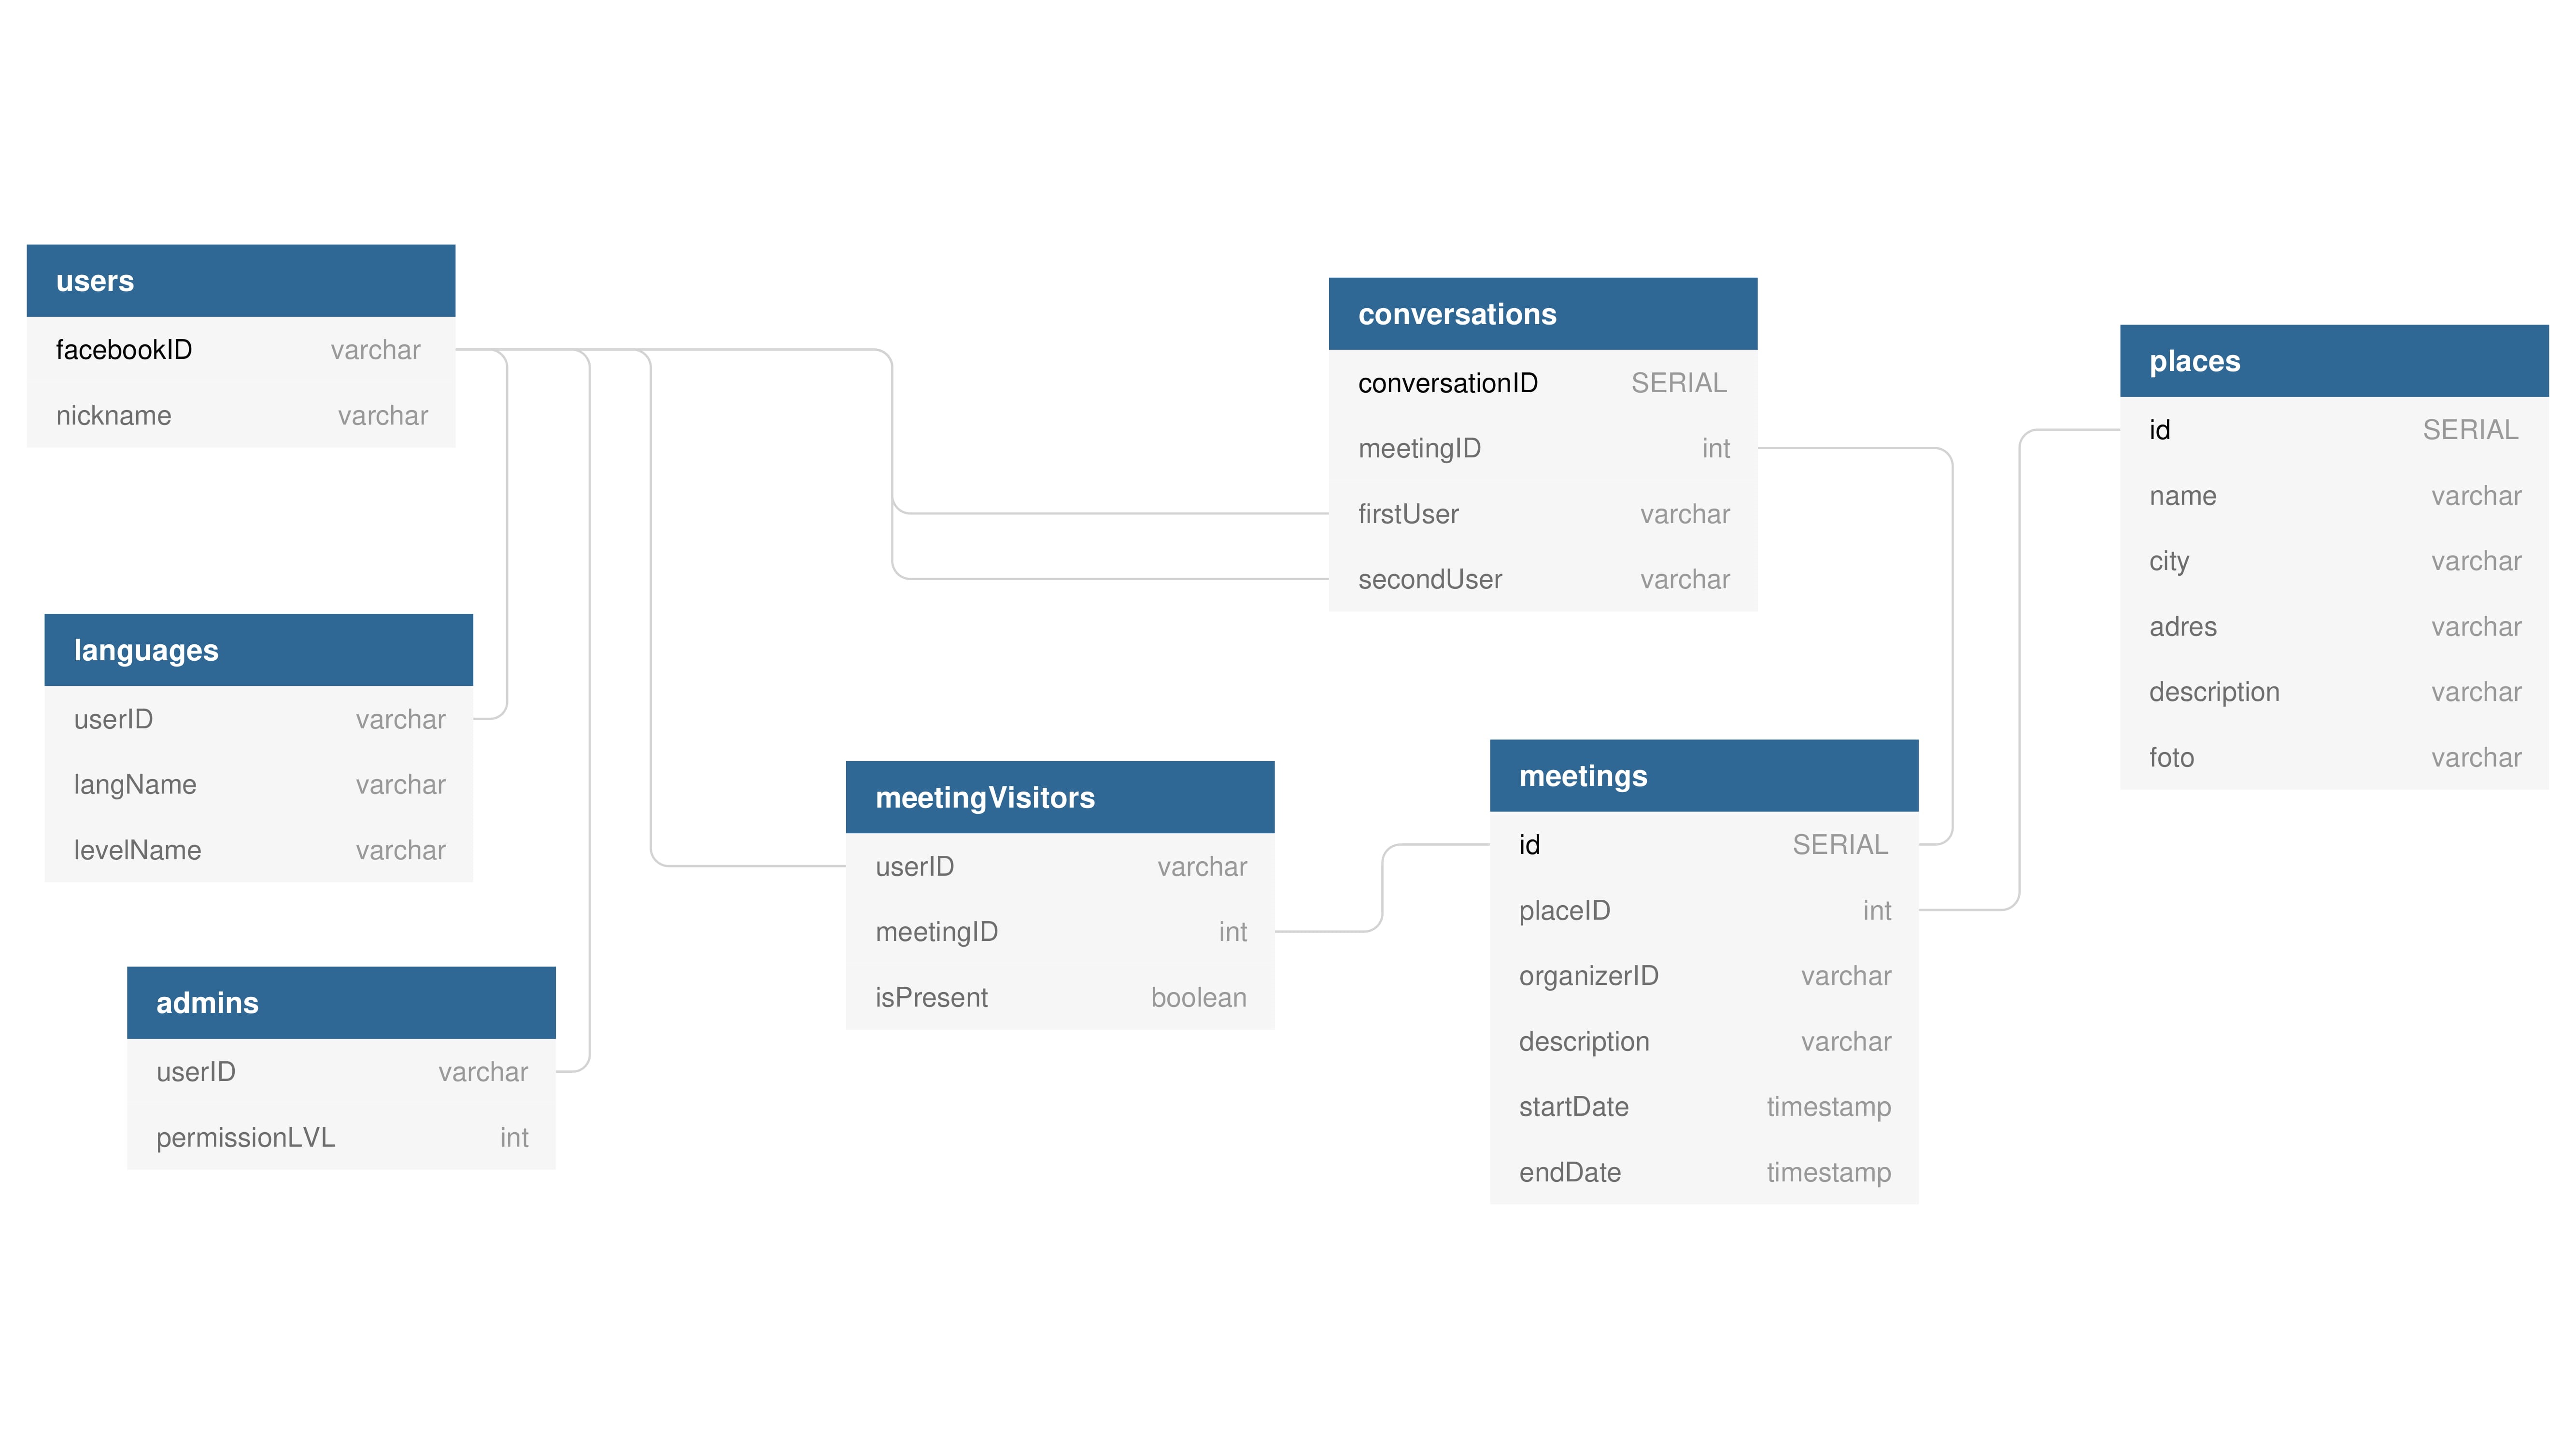 users
facebookID varchar
nickname varchar
languages
userID varchar
langName varchar
levelName varchar
admins
userID varchar
permissionLVL int
meetingVisitors
userID varchar
meetingID int
isPresent boolean
conversations
conversationID SERIAL
meetingID int
firstUser varchar
secondUser varchar
meetings
id SERIAL
placeID int
organizerID varchar
description varchar
startDate timestamp
endDate timestamp
places
id SERIAL
name varchar
city varchar
adres varchar
description varchar
foto varchar